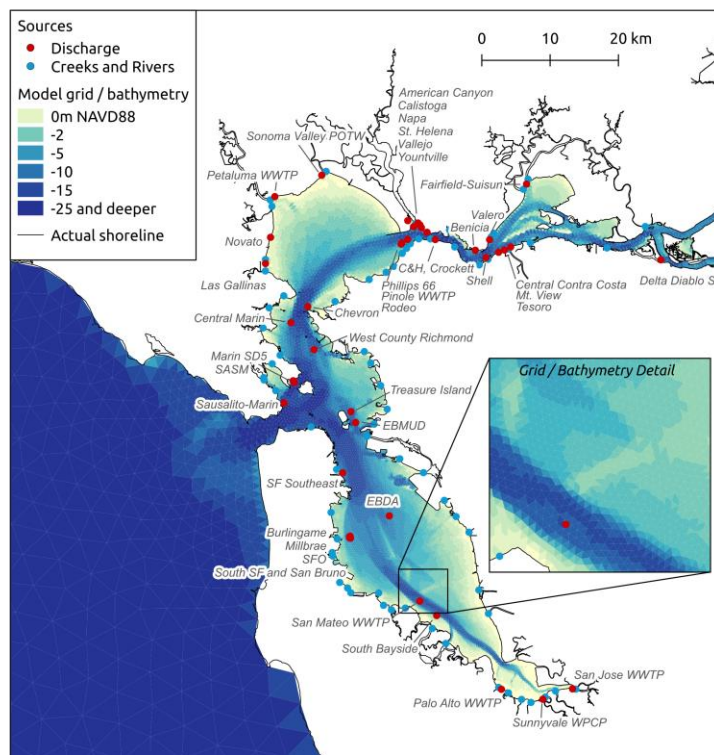 Sources
Discharge
Creeks and Rivers
Model grid / bathymetry
0m NAVD88
-2
-5
-10
-15
-25 and deeper
Actual shoreline
0 10 20 km
American Canyon
Calistoga
Napa
St. Helena
Vallejo
Yountville
Sonoma Valley POTW
Petaluma WWTP
Fairfield-Suisun
Novato
Valero
Benicia
Las Gallinas
C&H, Crockett
Shell
Delta Diablo S
Phillips 66
Pinole WWTP
Rodeo
Central Contra Costa
Mt. View
Tesoro
Chevron
Central Marin
West County Richmond
Marin SD5
SASM
Grid / Bathymetry Detail
Treasure Island
Sausalito-Marin
EBMUD
SF Southeast
EBDA
Burlingame
Millbrae
SFO
South SF and San Bruno
San Mateo WWTP
South Bayside
San Jose WWTP
Palo Alto WWTP
Sunnyvale WPCP